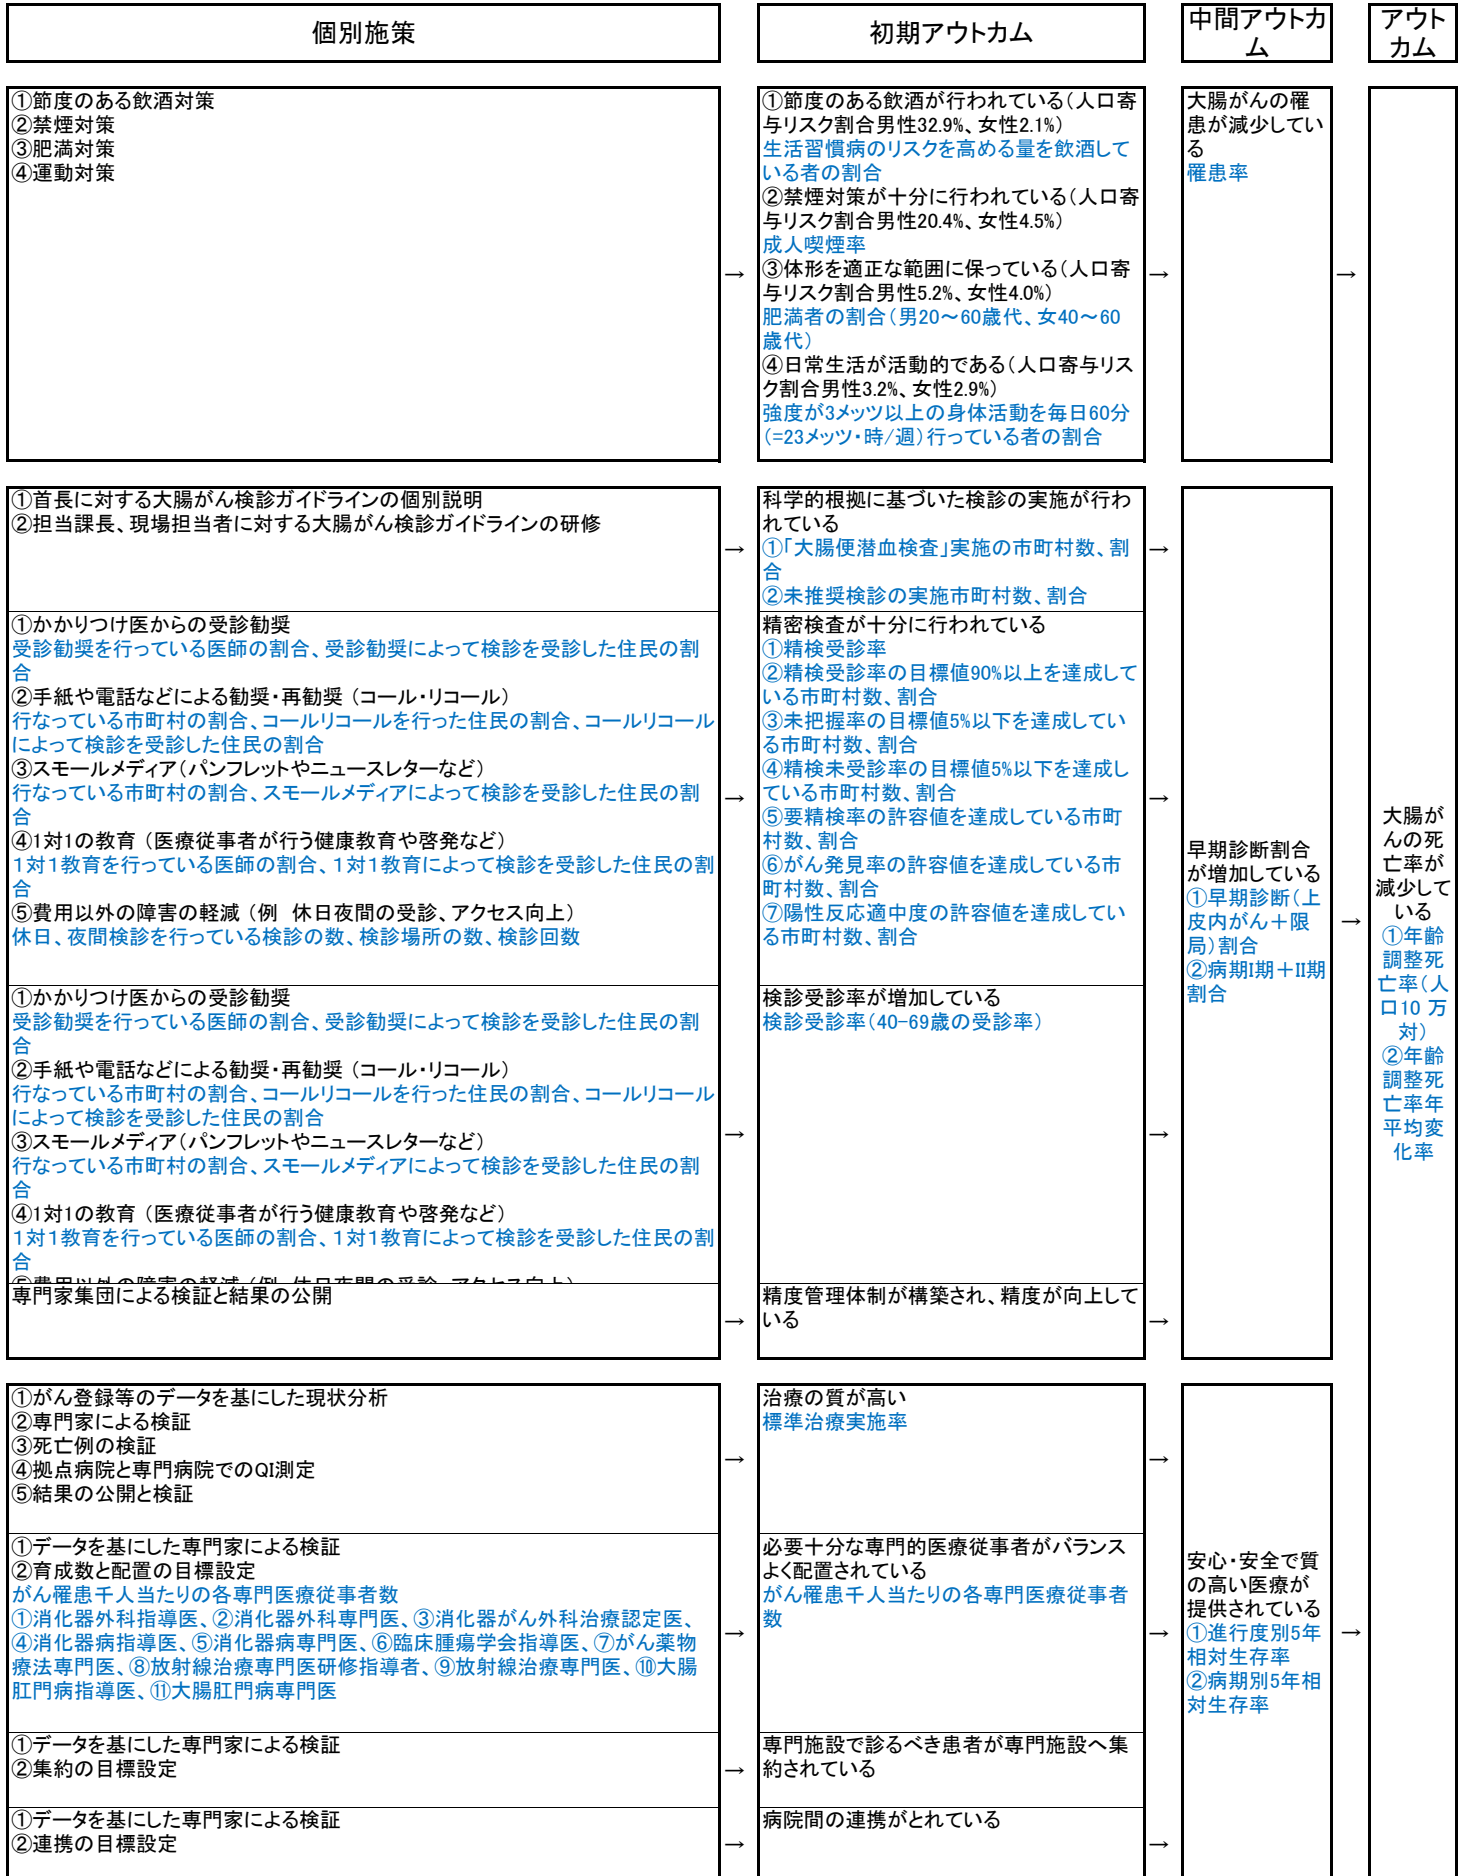 個別施策
初期アウトカム
中間アウトカ
ム
アウト
カム
①節度のある飲酒対策
②禁煙対策
③肥満対策
④運動対策
→
①節度のある飲酒が行われている(人口寄
与リスク割合男性32.9%、女性2.1%)
生活習慣病のリスクを高める量を飲酒して
いる者の割合
②禁煙対策が十分に行われている(人口寄
与リスク割合男性20.4%、女性4.5%)
成人喫煙率
③体形を適正な範囲に保っている(人口寄
与リスク割合男性5.2%、女性4.0%)
肥満者の割合(男20～60歳代、女40～60
歳代)
④日常生活が活動的である(人口寄与リス
ク割合男性3.2%、女性2.9%)
強度が3メッツ以上の身体活動を毎日60分
(=23メッツ・時/週)行っている者の割合
→
大腸がんの罹
患が減少してい
る
罹患率
→
①首長に対する大腸がん検診ガイドラインの個別説明
②担当課長、現場担当者に対する大腸がん検診ガイドラインの研修
→
科学的根拠に基づいた検診の実施が行わ
れている
①「大腸便潜血検査」実施の市町村数、割
合
②未推奨検診の実施市町村数、割合
→
①かかりつけ医からの受診勧奨
受診勧奨を行っている医師の割合、受診勧奨によって検診を受診した住民の割
合
②手紙や電話などによる勧奨・再勧奨 (コール・リコール)
行なっている市町村の割合、コールリコールを行った住民の割合、コールリコール
によって検診を受診した住民の割合
③スモールメディア(パンフレットやニュースレターなど)
行なっている市町村の割合、スモールメディアによって検診を受診した住民の割
合
④1対1の教育 (医療従事者が行う健康教育や啓発など)
1対1教育を行っている医師の割合、1対1教育によって検診を受診した住民の割
合
⑤費用以外の障害の軽減 (例　休日夜間の受診、アクセス向上)
休日、夜間検診を行っている検診の数、検診場所の数、検診回数
→
精密検査が十分に行われている
①精検受診率
②精検受診率の目標値90%以上を達成して
いる市町村数、割合
③未把握率の目標値5%以下を達成してい
る市町村数、割合
④精検未受診率の目標値5%以下を達成し
ている市町村数、割合
⑤要精検率の許容値を達成している市町
村数、割合
⑥がん発見率の許容値を達成している市
町村数、割合
⑦陽性反応適中度の許容値を達成してい
る市町村数、割合
→
①かかりつけ医からの受診勧奨
受診勧奨を行っている医師の割合、受診勧奨によって検診を受診した住民の割
合
②手紙や電話などによる勧奨・再勧奨 (コール・リコール)
行なっている市町村の割合、コールリコールを行った住民の割合、コールリコール
によって検診を受診した住民の割合
③スモールメディア(パンフレットやニュースレターなど)
行なっている市町村の割合、スモールメディアによって検診を受診した住民の割
合
④1対1の教育 (医療従事者が行う健康教育や啓発など)
1対1教育を行っている医師の割合、1対1教育によって検診を受診した住民の割
合
⑤費用以外の障害の軽減 (例　休日夜間の受診、アクセス向上)
→
検診受診率が増加している
検診受診率(40-69歳の受診率)
→
専門家集団による検証と結果の公開
→
精度管理体制が構築され、精度が向上して
いる
→
早期診断割合
が増加している
①早期診断(上
皮内がん＋限
局)割合
②病期I期＋II期
割合
→
大腸が
んの死
亡率が
減少して
いる
①年齢
調整死
亡率(人
口10 万
対)
②年齢
調整死
亡率年
平均変
化率
①がん登録等のデータを基にした現状分析
②専門家による検証
③死亡例の検証
④拠点病院と専門病院でのQI測定
⑤結果の公開と検証
→
治療の質が高い
標準治療実施率
→
①データを基にした専門家による検証
②育成数と配置の目標設定
がん罹患千人当たりの各専門医療従事者数
①消化器外科指導医、②消化器外科専門医、③消化器がん外科治療認定医、
④消化器病指導医、⑤消化器病専門医、⑥臨床腫瘍学会指導医、⑦がん薬物
療法専門医、⑧放射線治療専門医研修指導者、⑨放射線治療専門医、⑩大腸
肛門病指導医、⑪大腸肛門病専門医
→
必要十分な専門的医療従事者がバランス
よく配置されている
がん罹患千人当たりの各専門医療従事者
数
→
安心・安全で質
の高い医療が
提供されている
①進行度別5年
相対生存率
②病期別5年相
対生存率
→
①データを基にした専門家による検証
②集約の目標設定
→
専門施設で診るべき患者が専門施設へ集
約されている
①データを基にした専門家による検証
②連携の目標設定
→
病院間の連携がとれている
→